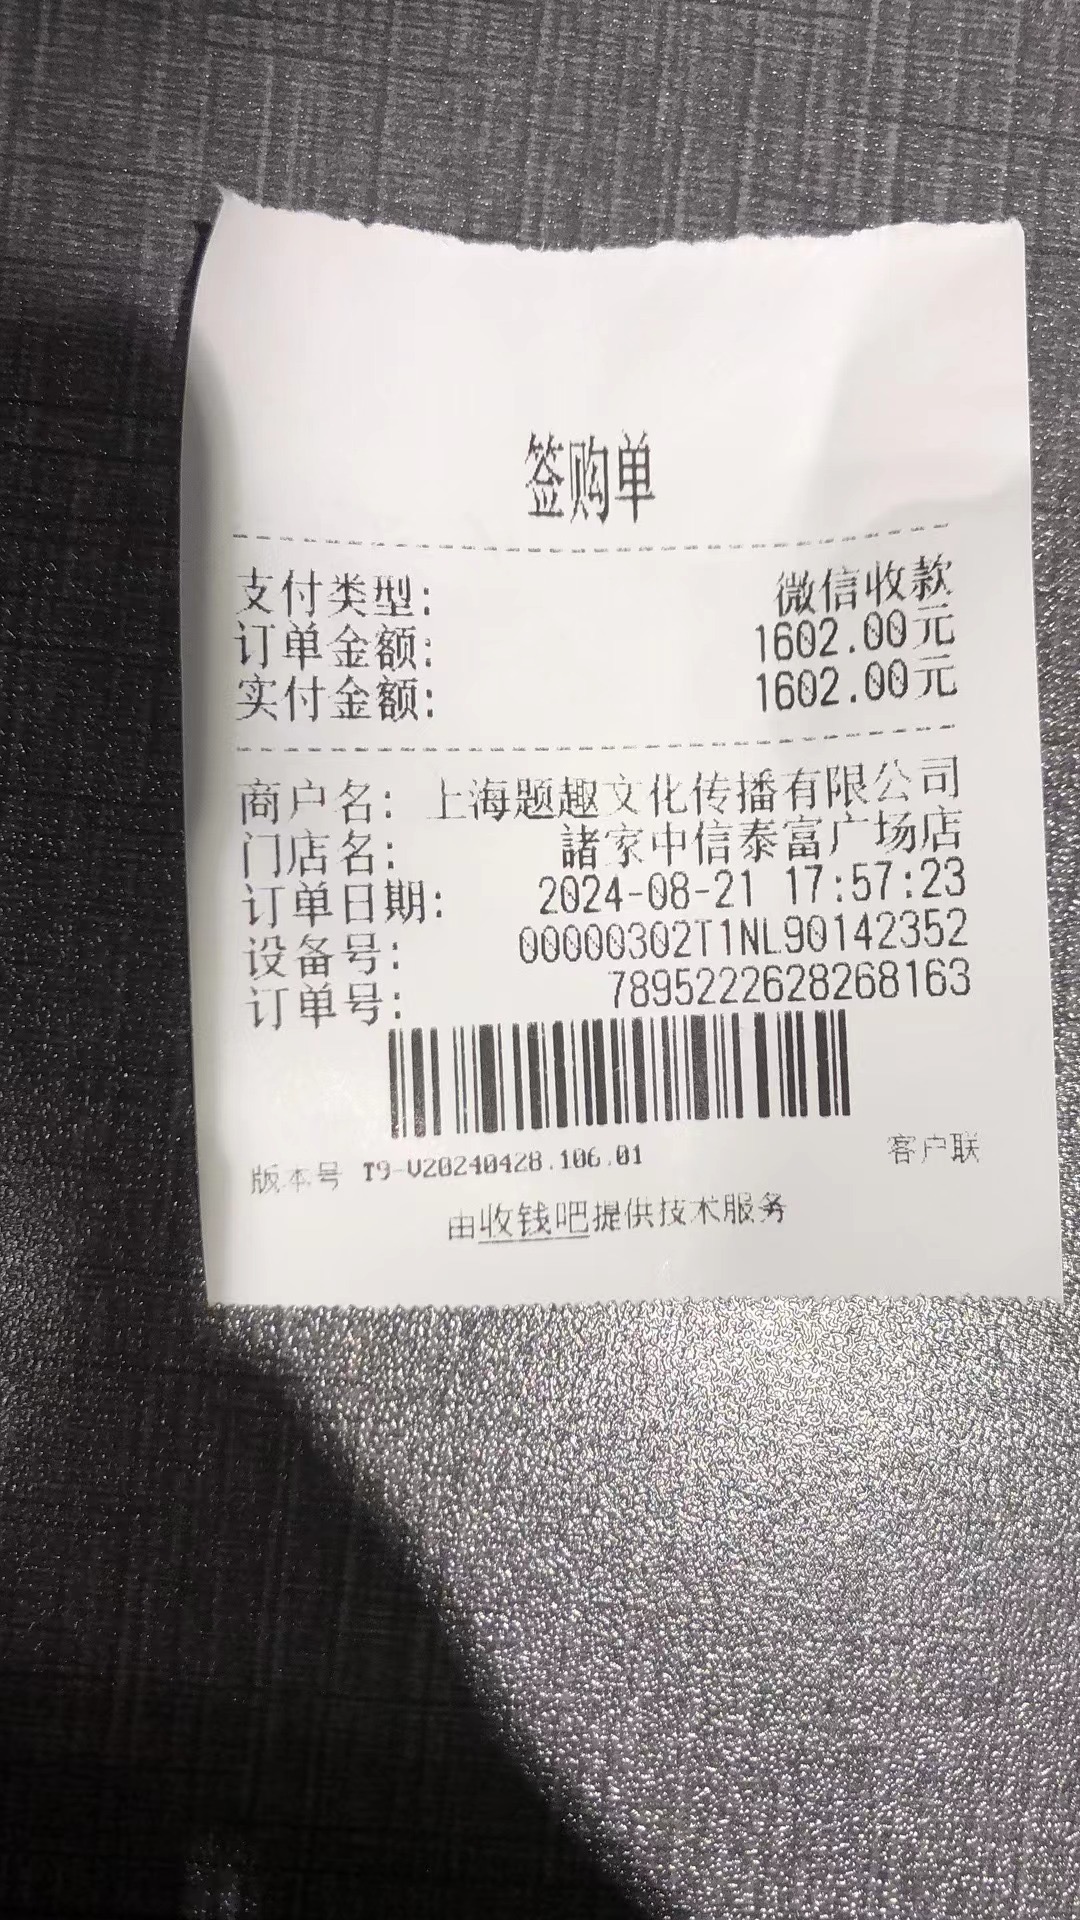 签购单
支付类型: 微信收款
订单金额: 1602.00元
实付金额: 1602.00元
商户名: 上海题趣文化传播有限公司
门店名: 諸家中信泰富广场店
订单日期: 2024-08-21 17:57:23
设备号: 00000302T1NL90142352
订单号: 7895222628268163
版本号 T9-V20240428.106.01 客户联
由收钱吧提供技术服务